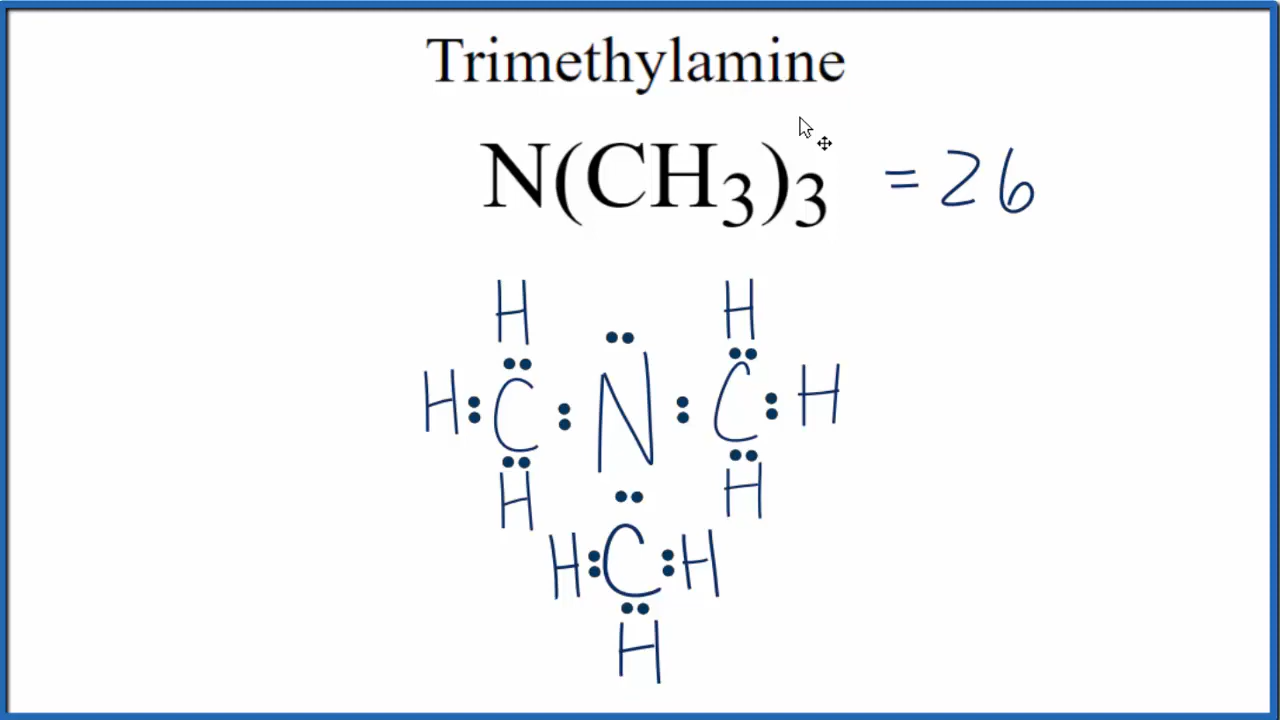 Trimethylamine
N(CH₃)₃ = 26
H H
H:C:N:C:H
H H
H:C:H
H